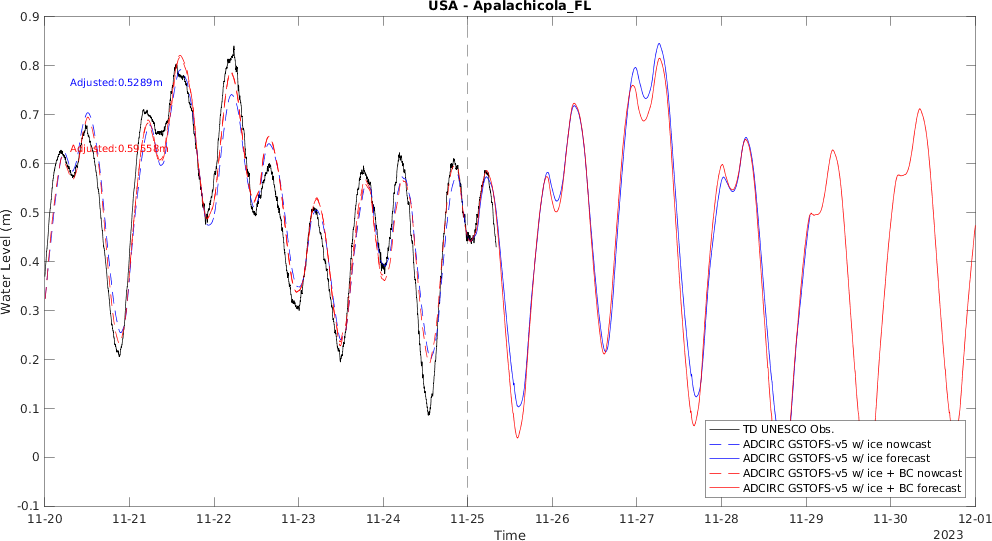 USA - Apalachicola_FL
0.9
0.8
0.7
0.6
0.5
0.4
0.3
0.2
0.1
0
-0.1
Water Level (m)
Adjusted:0.5289m
Adjusted:0.59558m
TD UNESCO Obs.
ADCIRC GSTOFS-v5 w/ ice nowcast
ADCIRC GSTOFS-v5 w/ ice forecast
ADCIRC GSTOFS-v5 w/ ice + BC nowcast
ADCIRC GSTOFS-v5 w/ ice + BC forecast
11-20 11-21 11-22 11-23 11-24 11-25 11-26 11-27 11-28 11-29 11-30 12-01
Time
2023